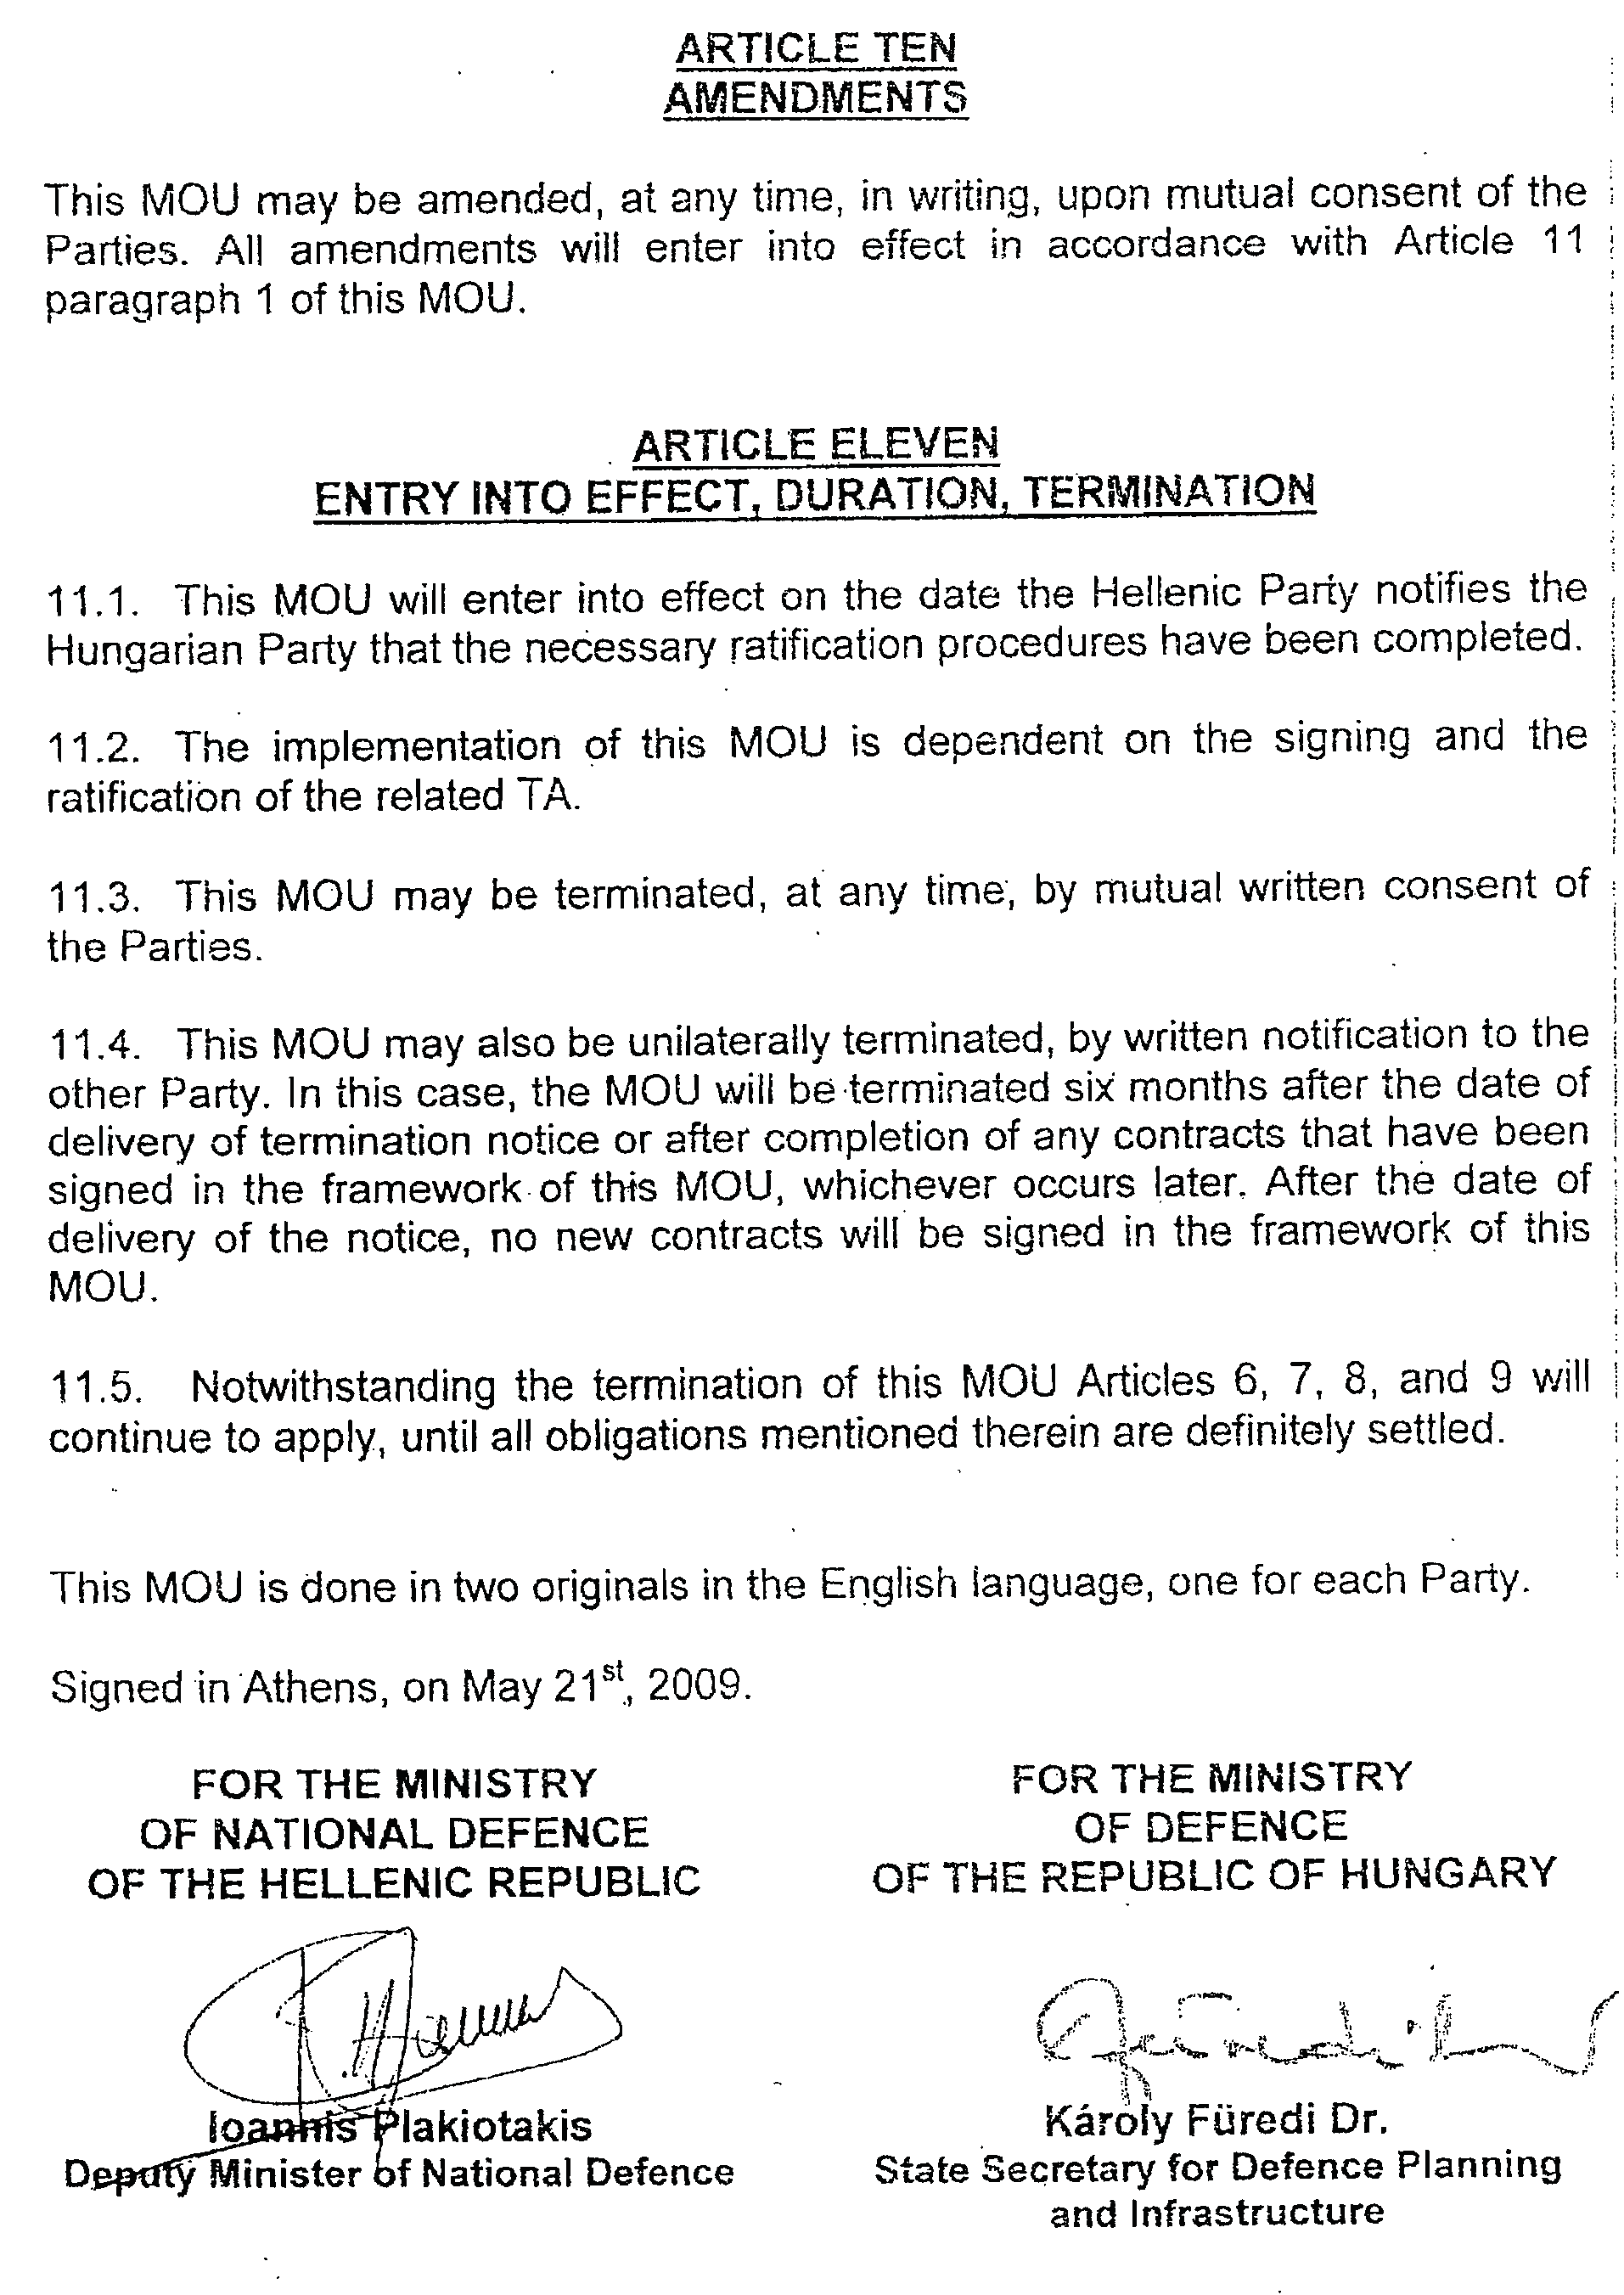 ARTICLE TEN
AMENDMENTS
This MOU may be amended, at any time, in writing, upon mutual consent of the
Parties. All amendments will enter into effect in accordance with Article 11
paragraph 1 of this MOU.
ARTICLE ELEVEN
ENTRY INTO EFFECT, DURATION, TERMINATION
11.1. This MOU will enter into effect on the date the Hellenic Party notifies the
Hungarian Party that the necessary ratification procedures have been completed.
11.2. The implementation of this MOU is dependent on the signing and the
ratification of the related TA.
11.3. This MOU may be terminated, at any time, by mutual written consent of
the Parties.
11.4. This MOU may also be unilaterally terminated, by written notification to the
other Party. In this case, the MOU will be terminated six months after the date of
delivery of termination notice or after completion of any contracts that have been
signed in the framework of this MOU, whichever occurs later. After the date of
delivery of the notice, no new contracts will be signed in the framework of this
MOU.
11.5. Notwithstanding the termination of this MOU Articles 6, 7, 8, and 9 will
continue to apply, until all obligations mentioned therein are definitely settled.
This MOU is done in two originals in the English language, one for each Party.
Signed in Athens, on May 21st, 2009.
FOR THE MINISTRY
OF NATIONAL DEFENCE
OF THE HELLENIC REPUBLIC
Ioannis Plakiotakis
Deputy Minister of National Defence
FOR THE MINISTRY
OF DEFENCE
OF THE REPUBLIC OF HUNGARY
Károly Füredi Dr.
State Secretary for Defence Planning
and Infrastructure